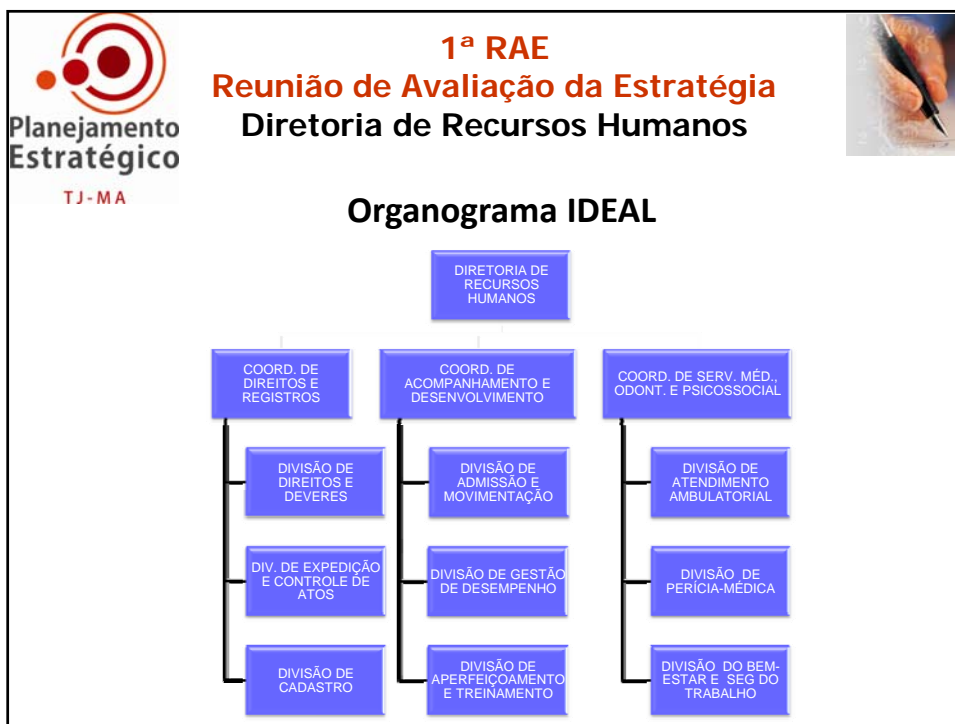 Planejamento
Estratégico
TJ-MA
1ª RAE
Reunião de Avaliação da Estratégia
Diretoria de Recursos Humanos
Organograma IDEAL
DIRETORIA DE
RECURSOS
HUMANOS
COORD. DE
DIREITOS E
REGISTROS
COORD. DE
ACOMPANHAMENTO E
DESENVOLVIMENTO
COORD. DE SERV. MÉD.,
ODONT. E PSICOSSOCIAL
DIVISÃO DE
DIREITOS E
DEVERES
DIVISÃO DE
ADMISSÃO E
MOVIMENTAÇÃO
DIVISÃO DE
ATENDIMENTO
AMBULATORIAL
DIV. DE EXPEDIÇÃO
E CONTROLE DE
ATOS
DIVISÃO DE GESTÃO
DE DESEMPENHO
DIVISÃO DE
PERÍCIA-MÉDICA
DIVISÃO DE
CADASTRO
DIVISÃO DE
APERFEIÇOAMENTO
E TREINAMENTO
DIVISÃO DO BEM-
ESTAR E SEG DO
TRABALHO